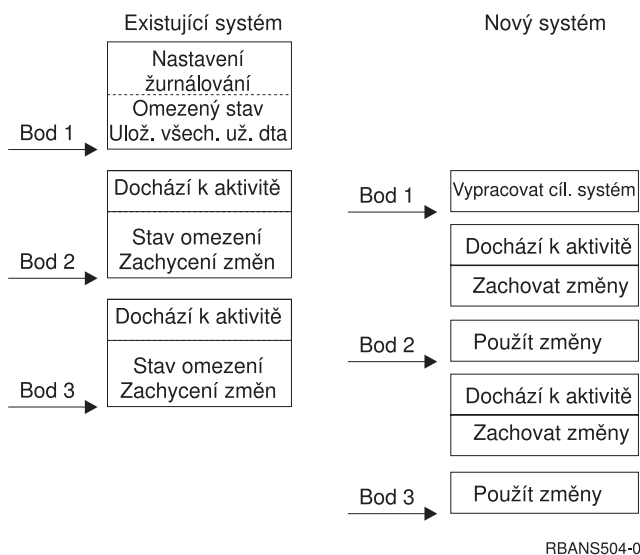 Existující systém
Nastavení
žurnálování
Omezený stav
Ulož. všech. už. dta
Bod 1
Dochází k aktivitě
Stav omezení
Zachycení změn
Bod 2
Dochází k aktivitě
Stav omezení
Zachycení změn
Bod 3
Nový systém
Bod 1
Vypracovat cíl. systém
Dochází k aktivitě
Zachovat změny
Bod 2
Použít změny
Dochází k aktivitě
Zachovat změny
Bod 3
Použít změny
RBANS504-0